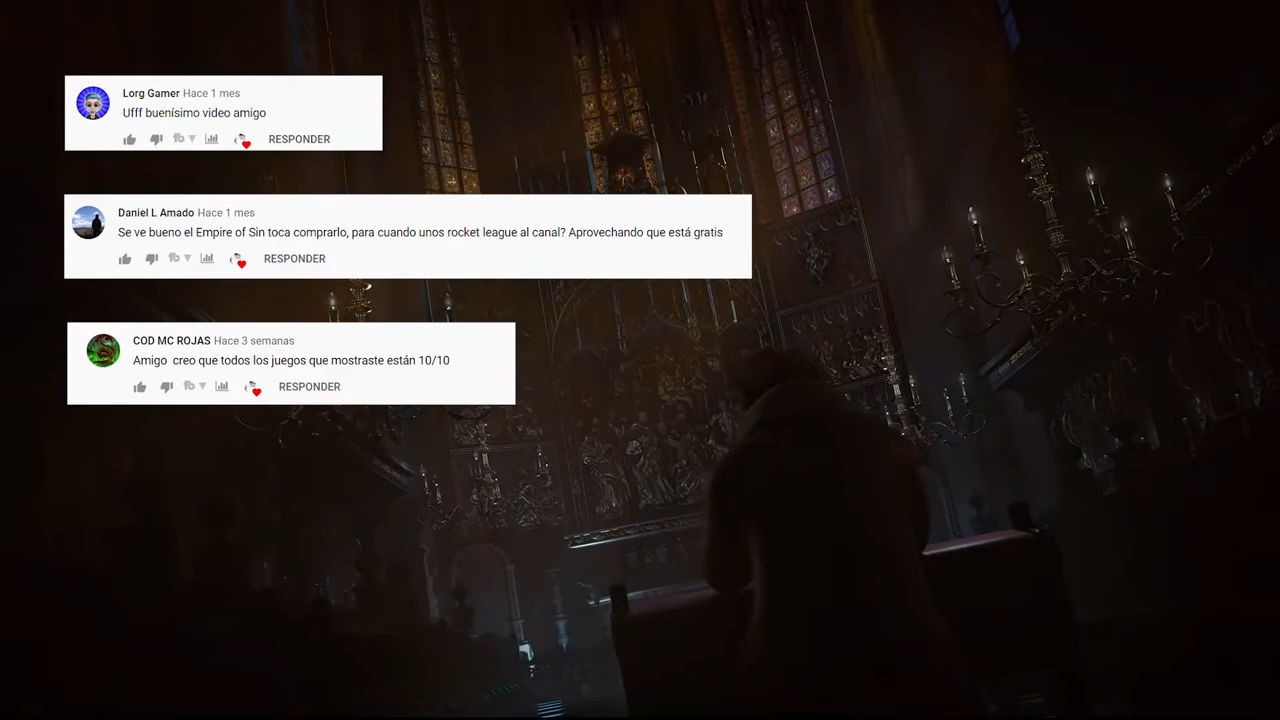 Lorg Gamer Hace 1 mes
Ufff buenísimo video amigo
RESPONDER
Daniel L Amado Hace 1 mes
Se ve bueno el Empire of Sin toca comprarlo, para cuando unos rocket league al canal? Aprovechando que está gratis
RESPONDER
COD MC ROJAS Hace 3 semanas
Amigo creo que todos los juegos que mostraste están 10/10
RESPONDER